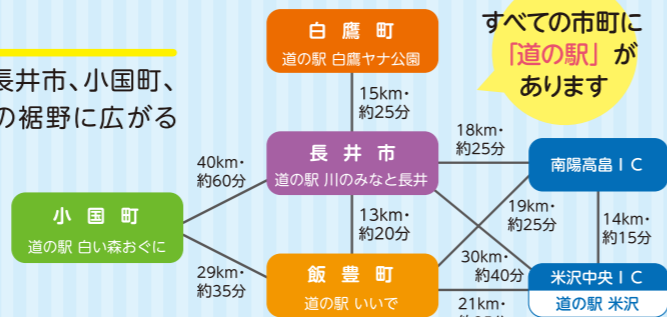 すべての市町に
「道の駅」が
あります
長井市、小国町、
の裾野に広がる
白鷹町
道の駅 白鷹ヤナ公園
15km・
約25分
長井市
道の駅 川のみなと長井
18km・
約25分
南陽高畠IC
40km・
約60分
小国町
道の駅 白い森おぐに
13km・
約20分
19km・
約25分
14km・
約15分
29km・
約35分
飯豊町
道の駅 いいで
30km・
約40分
米沢中央IC
道の駅 米沢
21km・